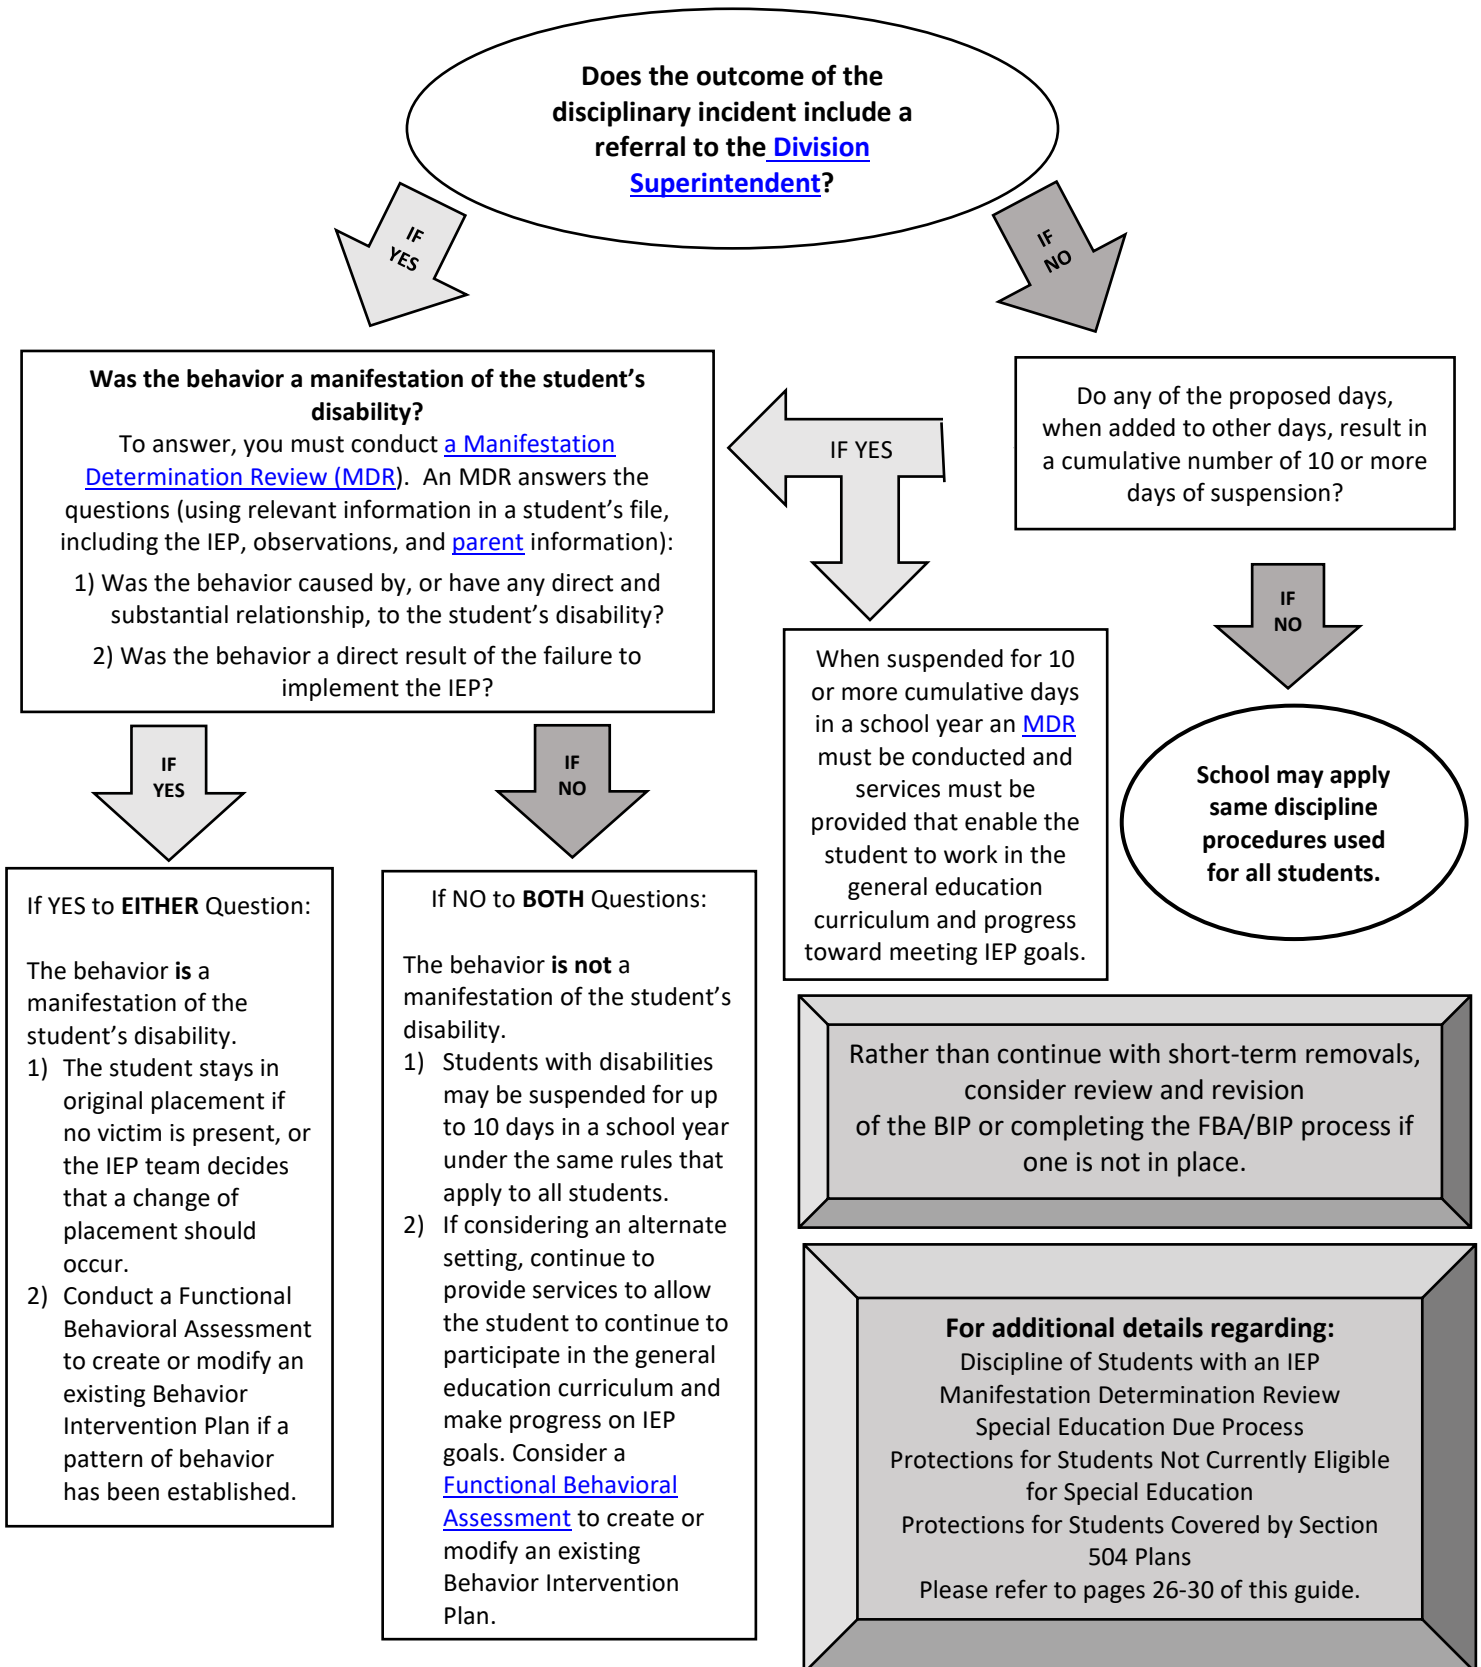 Does the outcome of the
disciplinary incident include a
referral to the Division
Superintendent?
IF
YES
IF
NO
Was the behavior a manifestation of the student’s
disability?
To answer, you must conduct a Manifestation
Determination Review (MDR). An MDR answers the
questions (using relevant information in a student’s file,
including the IEP, observations, and parent information):
1) Was the behavior caused by, or have any direct and
substantial relationship, to the student’s disability?
2) Was the behavior a direct result of the failure to
implement the IEP?
IF YES
Do any of the proposed days,
when added to other days, result in
a cumulative number of 10 or more
days of suspension?
IF
NO
When suspended for 10
or more cumulative days
in a school year an MDR
must be conducted and
services must be
provided that enable the
student to work in the
general education
curriculum and progress
toward meeting IEP goals.
School may apply
same discipline
procedures used
for all students.
IF
YES
IF
NO
If YES to EITHER Question:
The behavior is a
manifestation of the
student’s disability.
1) The student stays in
original placement if
no victim is present, or
the IEP team decides
that a change of
placement should
occur.
2) Conduct a Functional
Behavioral Assessment
to create or modify an
existing Behavior
Intervention Plan if a
pattern of behavior
has been established.
If NO to BOTH Questions:
The behavior is not a
manifestation of the student’s
disability.
1) Students with disabilities
may be suspended for up
to 10 days in a school year
under the same rules that
apply to all students.
2) If considering an alternate
setting, continue to
provide services to allow
the student to continue to
participate in the general
education curriculum and
make progress on IEP
goals. Consider a
Functional Behavioral
Assessment to create or
modify an existing
Behavior Intervention
Plan.
Rather than continue with short-term removals,
consider review and revision
of the BIP or completing the FBA/BIP process if
one is not in place.
For additional details regarding:
Discipline of Students with an IEP
Manifestation Determination Review
Special Education Due Process
Protections for Students Not Currently Eligible
for Special Education
Protections for Students Covered by Section
504 Plans
Please refer to pages 26-30 of this guide.